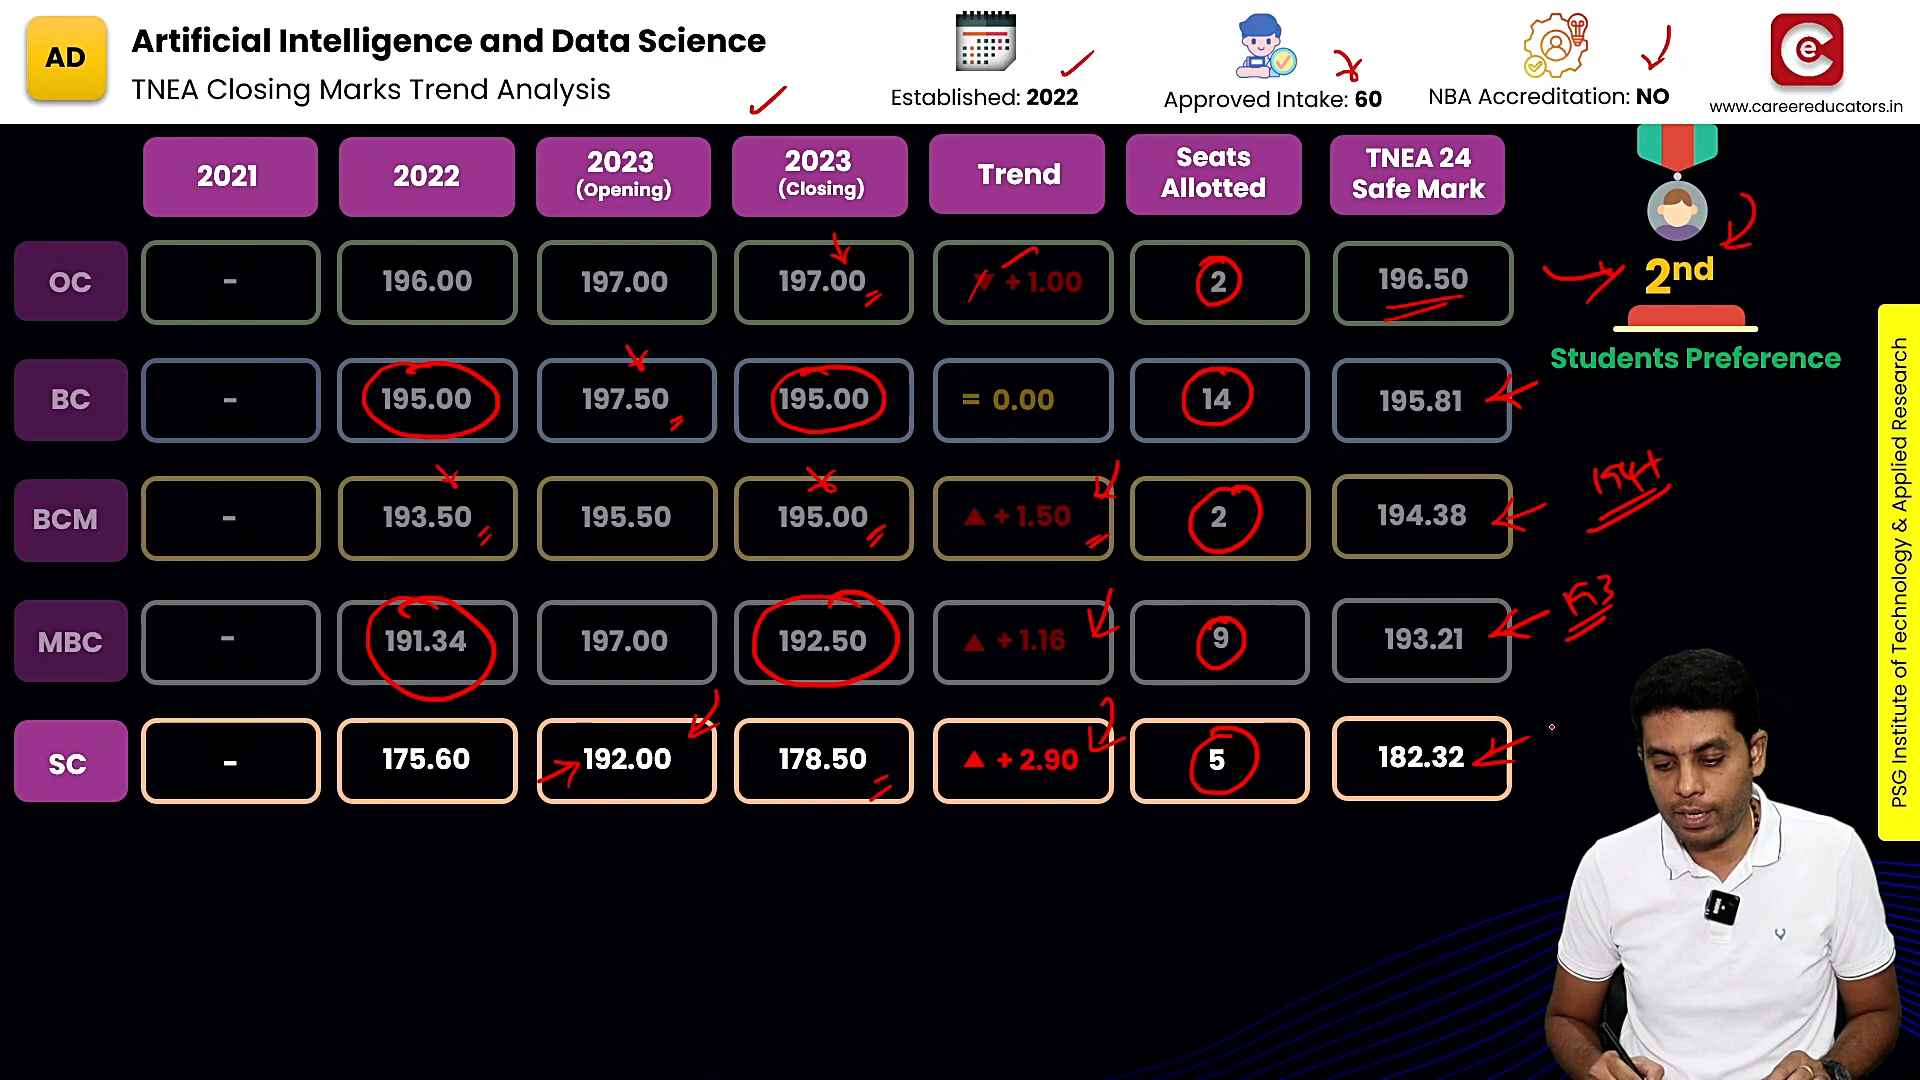 AD
Artificial Intelligence and Data Science
TNEA Closing Marks Trend Analysis
Established: 2022
Approved Intake: 60
NBA Accreditation: NO
e
www.careereducators.in
2021
2022
2023
(Opening)
2023
(Closing)
Trend
Seats
Allotted
TNEA 24
Safe Mark
OC
-
196.00
197.00
197.00
▼ + 1.00
2
196.50
BC
-
195.00
197.50
195.00
= 0.00
14
195.81
BCM
-
193.50
195.50
195.00
▲ + 1.50
2
194.38
MBC
-
191.34
197.00
192.50
▲ + 1.16
9
193.21
SC
-
175.60
192.00
178.50
▲ + 2.90
5
182.32
2nd
Students Preference
194+
193
PSG Institute of Technology & Applied Research